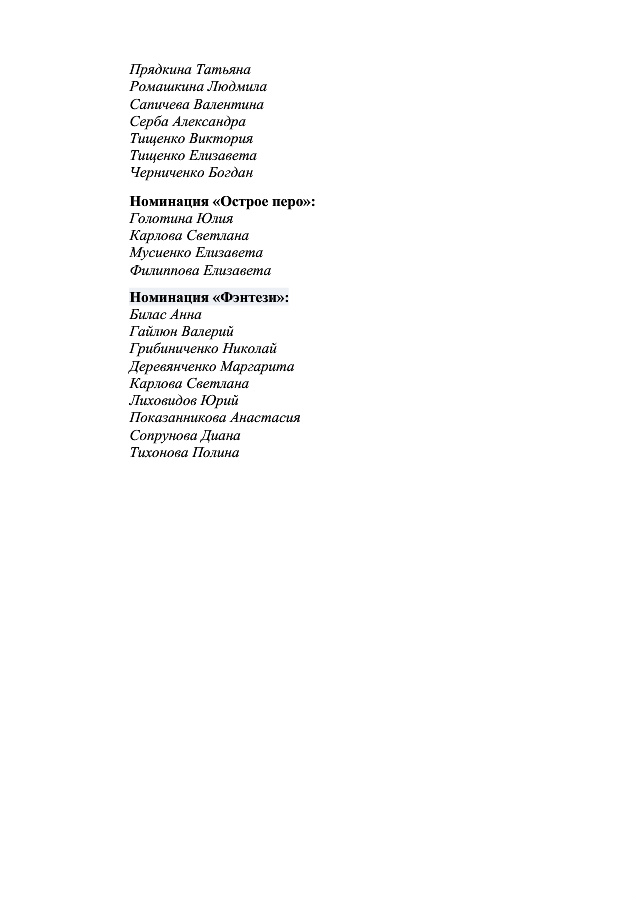 Прядкина Татьяна
Ромашкина Людмила
Сапичева Валентина
Серба Александра
Тищенко Виктория
Тищенко Елизавета
Черниченко Богдан
Номинация «Острое перо»:
Голотина Юлия
Карлова Светлана
Мусиенко Елизавета
Филиппова Елизавета
Номинация «Фэнтези»:
Билас Анна
Гайлюн Валерий
Грибиниченко Николай
Деревянченко Маргарита
Карлова Светлана
Лиховидов Юрий
Показанникова Анастасия
Сопрунова Диана
Тихонова Полина